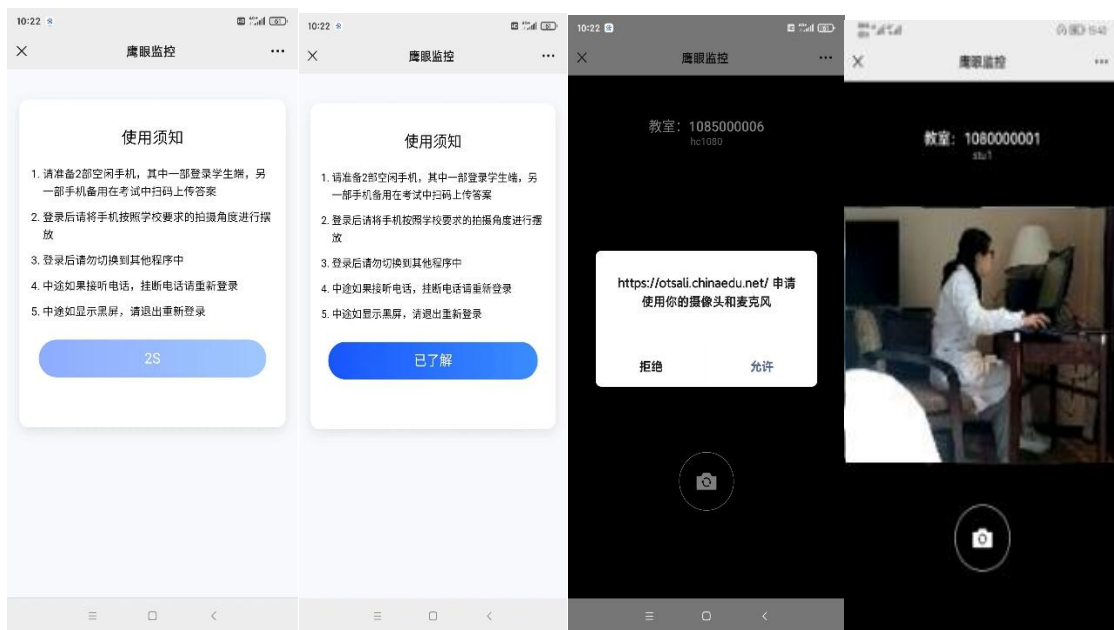 10:22
鹰眼监控
使用须知
1. 请准备2部空闲手机，其中一部登录学生端，另
一部手机备用在考试中扫码上传答案
2. 登录后请将手机按照学校要求的拍摄角度进行摆
放
3. 登录后请勿切换到其他程序中
4. 中途如果接听电话，挂断电话请重新登录
5. 中途如显示黑屏，请退出重新登录
2S
10:22
鹰眼监控
使用须知
1. 请准备2部空闲手机，其中一部登录学生端，另
一部手机备用在考试中扫码上传答案
2. 登录后请将手机按照学校要求的拍摄角度进行摆
放
3. 登录后请勿切换到其他程序中
4. 中途如果接听电话，挂断电话请重新登录
5. 中途如显示黑屏，请退出重新登录
已了解
10:22
鹰眼监控
教室：1085000006
hc1080
https://otsali.chinaedu.net/ 申请
使用你的摄像头和麦克风
拒绝
允许
15:40
鹰眼监控
教室：1080000001
stu1